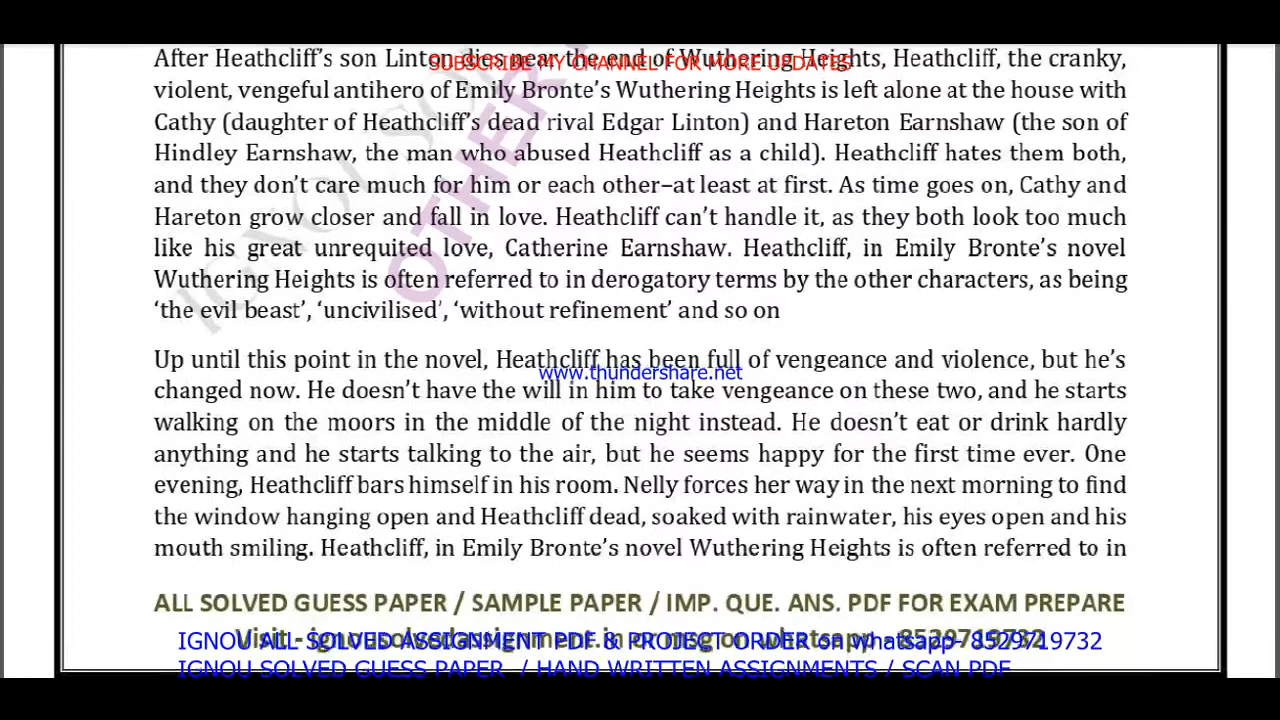 After Heathcliff's son Linton dies near the end of Wuthering Heights, Heathcliff, the cranky,
SUBSCRIBE MY CHANNEL FOR MORE UPDATES
violent, vengeful antihero of Emily Bronte's Wuthering Heights is left alone at the house with
Cathy (daughter of Heathcliff's dead rival Edgar Linton) and Hareton Earnshaw (the son of
Hindley Earnshaw, the man who abused Heathcliff as a child). Heathcliff hates them both,
and they don't care much for him or each other–at least at first. As time goes on, Cathy and
Hareton grow closer and fall in love. Heathcliff can't handle it, as they both look too much
like his great unrequited love, Catherine Earnshaw. Heathcliff, in Emily Bronte's novel
Wuthering Heights is often referred to in derogatory terms by the other characters, as being
'the evil beast', 'uncivilised', 'without refinement' and so on
OTHER
Up until this point in the novel, Heathcliff has been full of vengeance and violence, but he's
www.thundershare.net
changed now. He doesn't have the will in him to take vengeance on these two, and he starts
walking on the moors in the middle of the night instead. He doesn't eat or drink hardly
anything and he starts talking to the air, but he seems happy for the first time ever. One
evening, Heathcliff bars himself in his room. Nelly forces her way in the next morning to find
the window hanging open and Heathcliff dead, soaked with rainwater, his eyes open and his
mouth smiling. Heathcliff, in Emily Bronte's novel Wuthering Heights is often referred to in
ALL SOLVED GUESS PAPER / SAMPLE PAPER / IMP. QUE. ANS. PDF FOR EXAM PREPARE
Visit - ignousolvedassignment.in or msg on whatsapp - 8529719732
IGNOU ALL SOLVED ASSIGNMENT PDF & PROJECT ORDER on whatsapp- 8529719732
IGNOU SOLVED GUESS PAPER / HAND WRITTEN ASSIGNMENTS / SCAN PDF